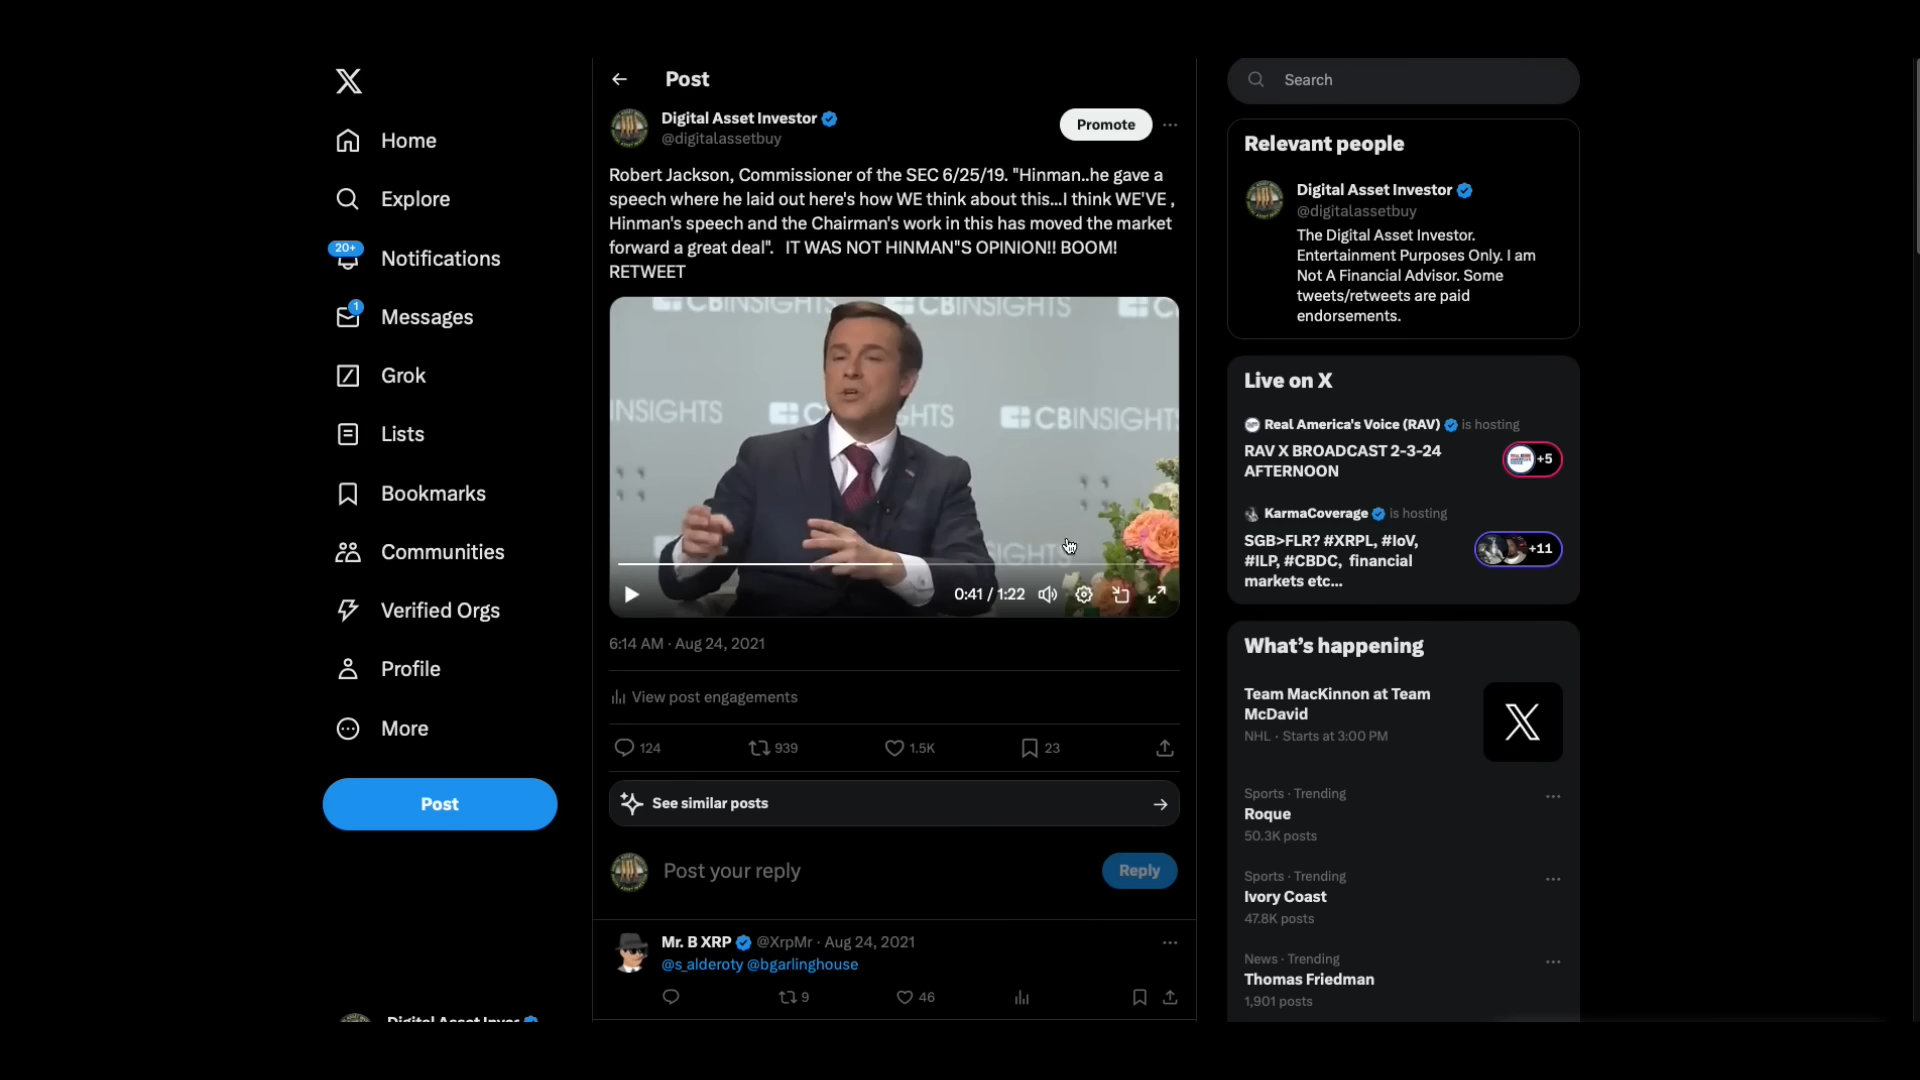 Home
Explore
20+
Notifications
1
Messages
Grok
Lists
Bookmarks
Communities
Verified Orgs
Profile
More
Post
Post
Digital Asset Investor
@digitalassetbuy
Promote
Robert Jackson, Commissioner of the SEC 6/25/19. "Hinman..he gave a
speech where he laid out here's how WE think about this...I think WE'VE ,
Hinman's speech and the Chairman's work in this has moved the market
forward a great deal". IT WAS NOT HINMAN"S OPINION!! BOOM!
RETWEET
CBINSIGHTS CBINSIGHTS C
INSIGHTS C GHTS CBINSIGHTS
IGHTS
0:41 / 1:22
6:14 AM · Aug 24, 2021
View post engagements
124 939 1.5K 23
See similar posts
Post your reply
Reply
Mr. B XRP @XrpMr · Aug 24, 2021
@s_alderoty @bgarlinghouse
9 46
Search
Relevant people
Digital Asset Investor
@digitalassetbuy
The Digital Asset Investor.
Entertainment Purposes Only. I am
Not A Financial Advisor. Some
tweets/retweets are paid
endorsements.
Live on X
Real America's Voice (RAV) is hosting
RAV X BROADCAST 2-3-24
AFTERNOON
+5
KarmaCoverage is hosting
SGB>FLR? #XRPL, #IoV,
#ILP, #CBDC, financial
markets etc...
+11
What's happening
Team MacKinnon at Team
McDavid
NHL · Starts at 3:00 PM
Sports · Trending
Roque
50.3K posts
Sports · Trending
Ivory Coast
47.8K posts
News · Trending
Thomas Friedman
1,901 posts